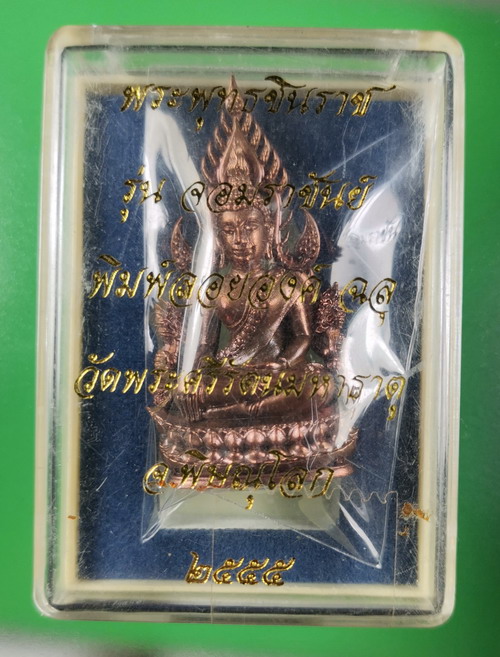 พระพุทธชินราช
รุ่น จอมราชันย์
พิมพ์ลอยองค์ ฉลุ
วัดพระศรีรัตนมหาธาตุ
จ.พิษณุโลก
๒๕๕๕